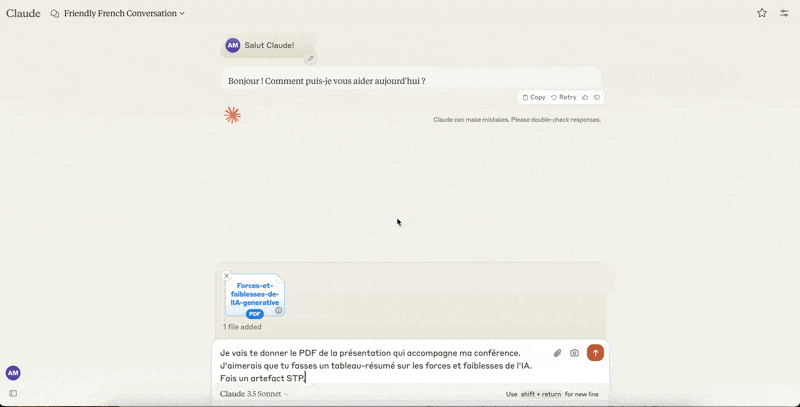 Claude
Friendly French Conversation
AM
Salut Claude!
Bonjour ! Comment puis-je vous aider aujourd'hui ?
Copy Retry
Claude can make mistakes. Please double-check responses.
Forces-et-
faiblesses-de-
lIA-generative
PDF
1 file added
Je vais te donner le PDF de la présentation qui accompagne ma conférence.
J'aimerais que tu fasses un tableau-résumé sur les forces et faiblesses de l'IA.
Fais un artefact STP.
AM
Claude 3.5 Sonnet
Use shift + return for new line